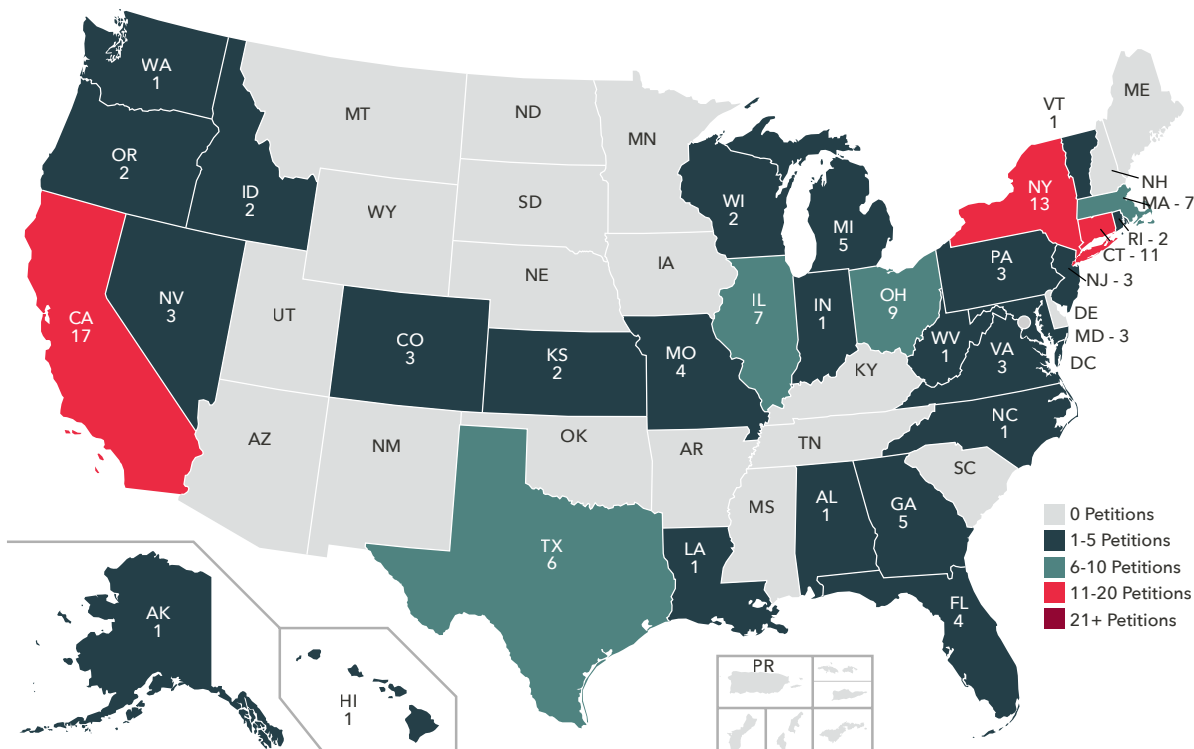 WA
1
MT
ND
MN
ME
VT
1
OR
2
ID
2
WY
SD
WI
2
MI
5
NY
13
NH
MA - 7
RI - 2
CT - 11
NJ - 3
PA
3
DE
MD - 3
DC
NV
3
UT
NE
IA
IL
7
IN
1
OH
9
WV
1
VA
3
CA
17
CO
3
KS
2
MO
4
KY
NC
1
AZ
NM
OK
AR
TN
SC
MS
AL
1
GA
5
TX
6
LA
1
FL
4
AK
1
HI
1
PR
0 Petitions
1-5 Petitions
6-10 Petitions
11-20 Petitions
21+ Petitions